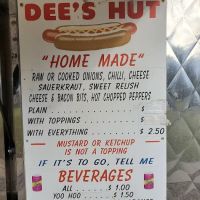 DEE'S HUT
"HOME MADE"
RAW OR COOKED ONIONS, CHILLI, CHEESE
SAUERKRAUT, SWEET RELISH
CHEESE & BACON BITS, HOT CHOPPED PEPPERS
PLAIN $
WITH TOPPINGS $
WITH EVERYTHING $ 2.50
MUSTARD OR KETCHUP
IS NOT A TOPPING
IF IT'S TO GO, TELL ME
BEVERAGES
ALL $ 1.00
YOO HOO $ 1.50